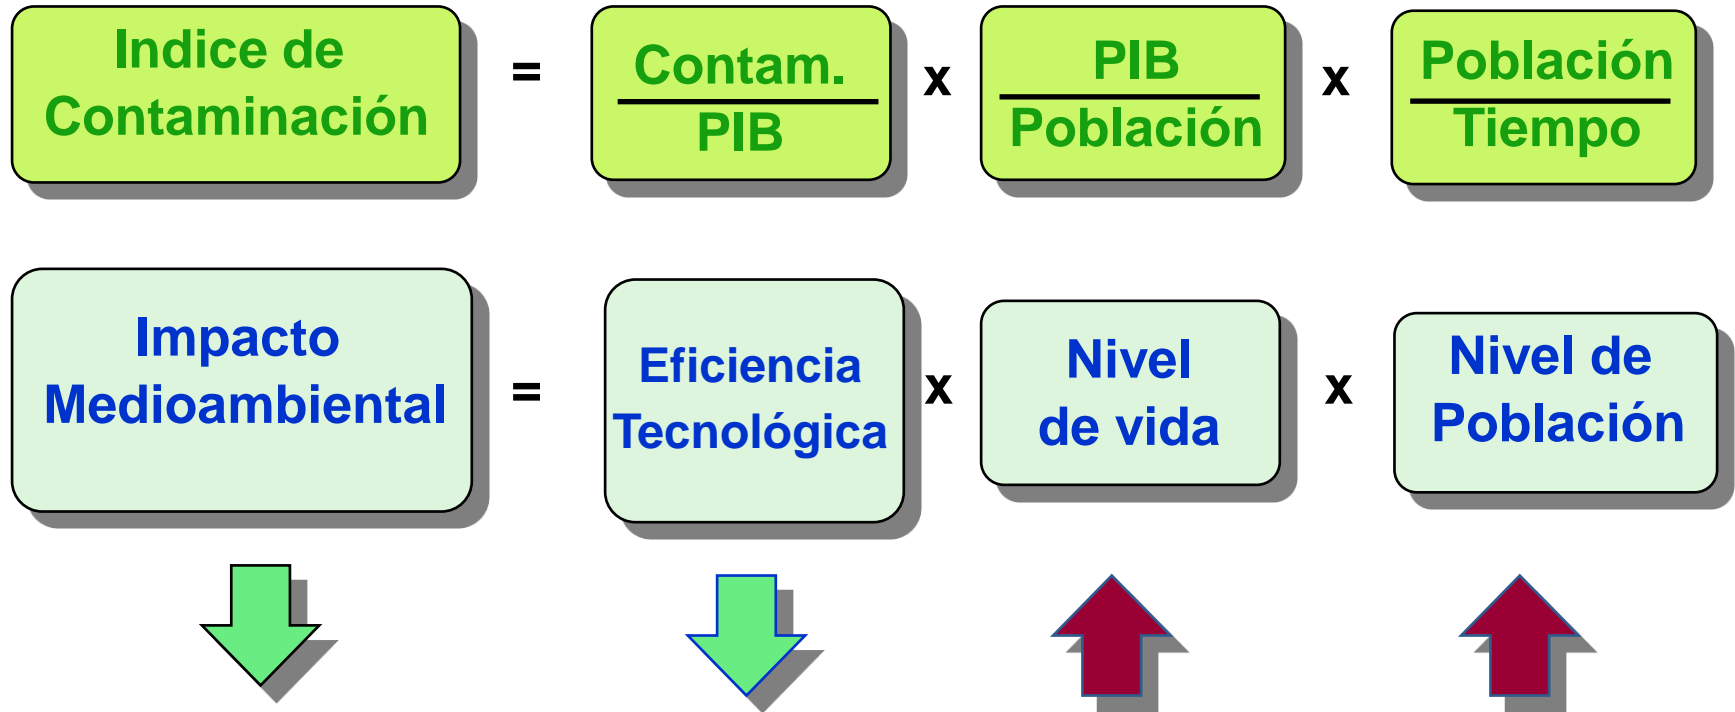 Indice de
Contaminación
=
Contam.
PIB
x
PIB
Población
x
Población
Tiempo
Impacto
Medioambiental
=
Eficiencia
Tecnológica
x
Nivel
de vida
x
Nivel de
Población